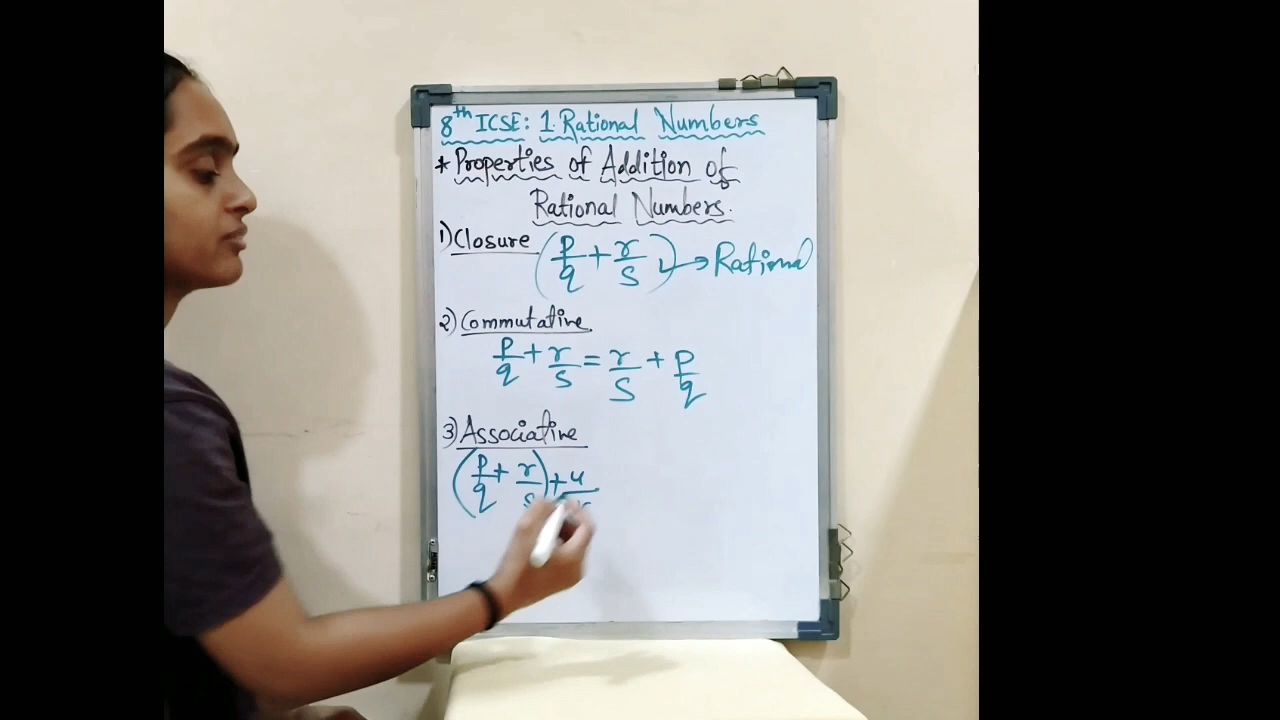 8th ICSE: 1. Rational Numbers
* Properties of Addition of
Rational Numbers.
1) Closure (p/q + r/s) → Rational
2) Commutative
p/q + r/s = r/s + p/q
3) Associative
(p/q + r/s) + u/